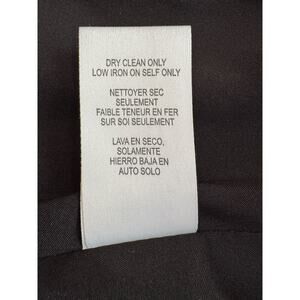 DRY CLEAN ONLY
LOW IRON ON SELF ONLY
NETTOYER SEC
SEULEMENT
FAIBLE TENEUR EN FER
SUR SOI SEULEMENT
LAVA EN SECO,
SOLAMENTE
HIERRO BAJA EN
AUTO SOLO